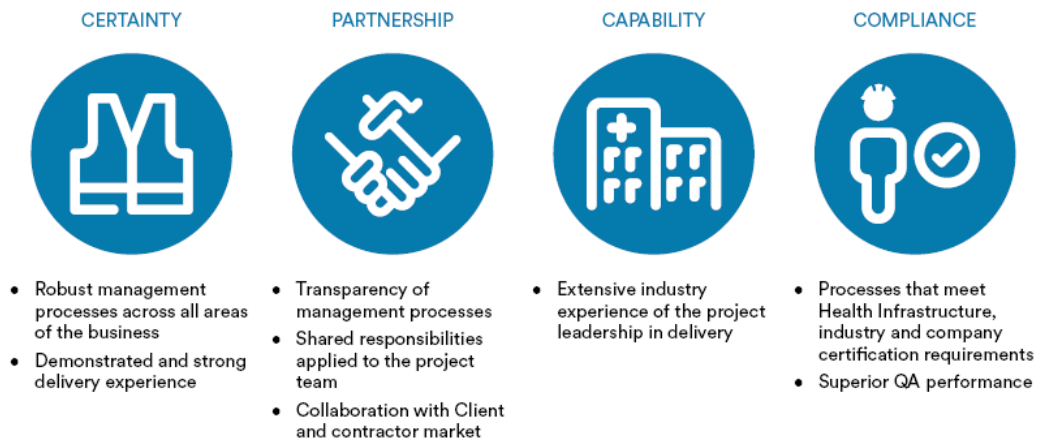 CERTAINTY
• Robust management
processes across all areas
of the business
• Demonstrated and strong
delivery experience
PARTNERSHIP
• Transparency of
management processes
• Shared responsibilities
applied to the project
team
• Collaboration with Client
and contractor market
CAPABILITY
• Extensive industry
experience of the project
leadership in delivery
COMPLIANCE
• Processes that meet
Health Infrastructure,
industry and company
certification requirements
• Superior QA performance